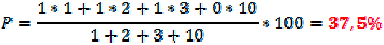 P = (1 * 1 + 1 * 2 + 1 * 3 + 0 * 10) / (1 + 2 + 3 + 10) * 100 = 37,5%